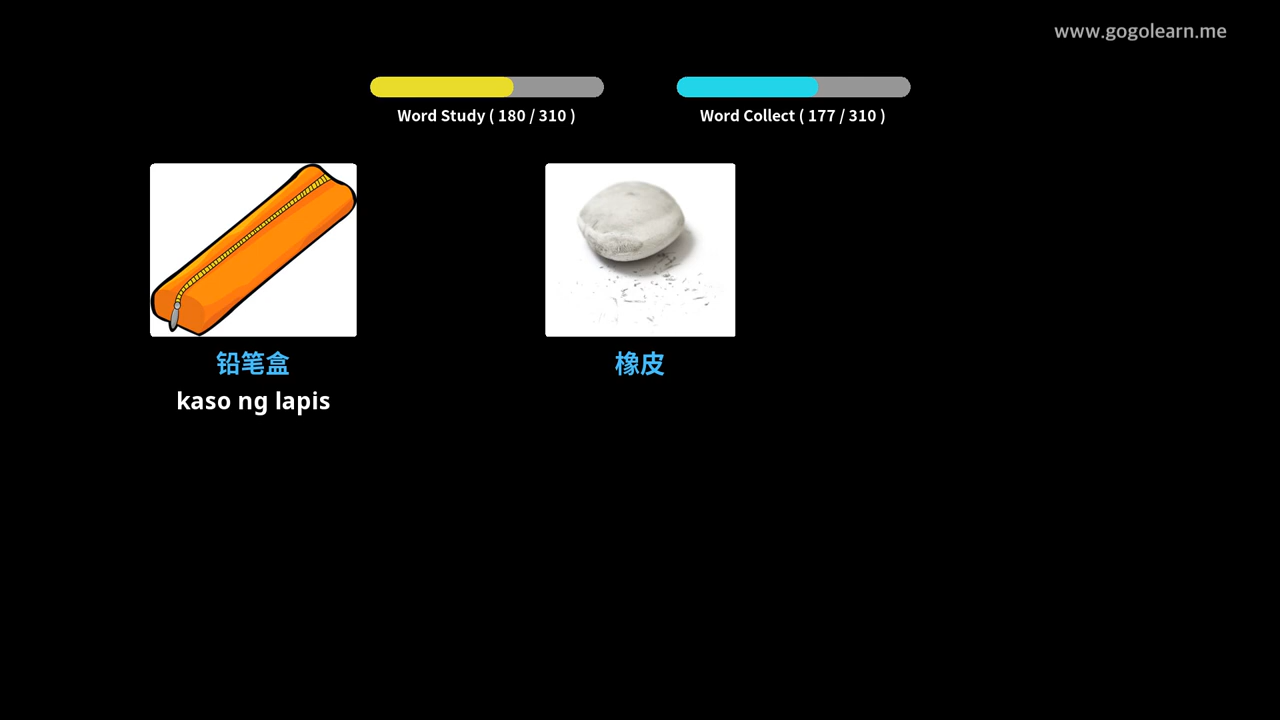 www.gogolearn.me
Word Study ( 180 / 310 )
Word Collect ( 177 / 310 )
铅笔盒
橡皮
kaso ng lapis